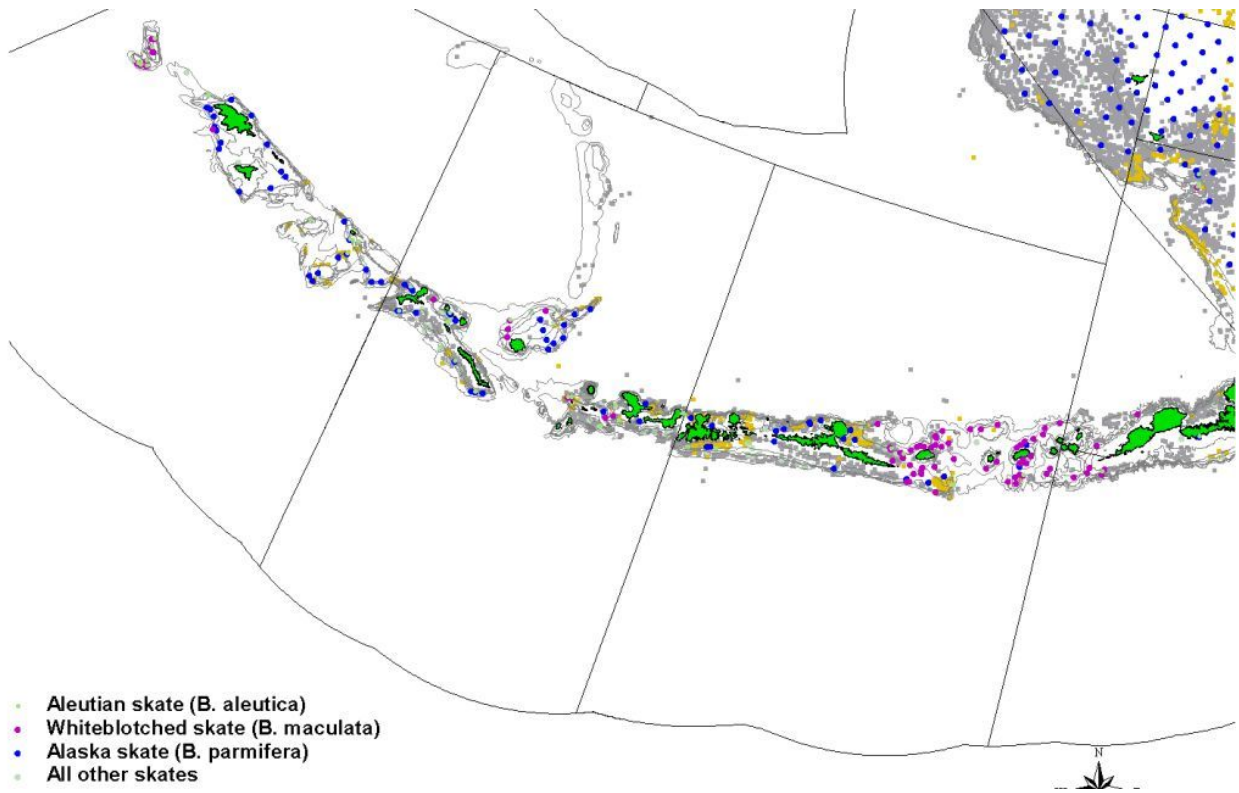 Aleutian skate (B. aleutica)
Whiteblotched skate (B. maculata)
Alaska skate (B. parmifera)
All other skates
N